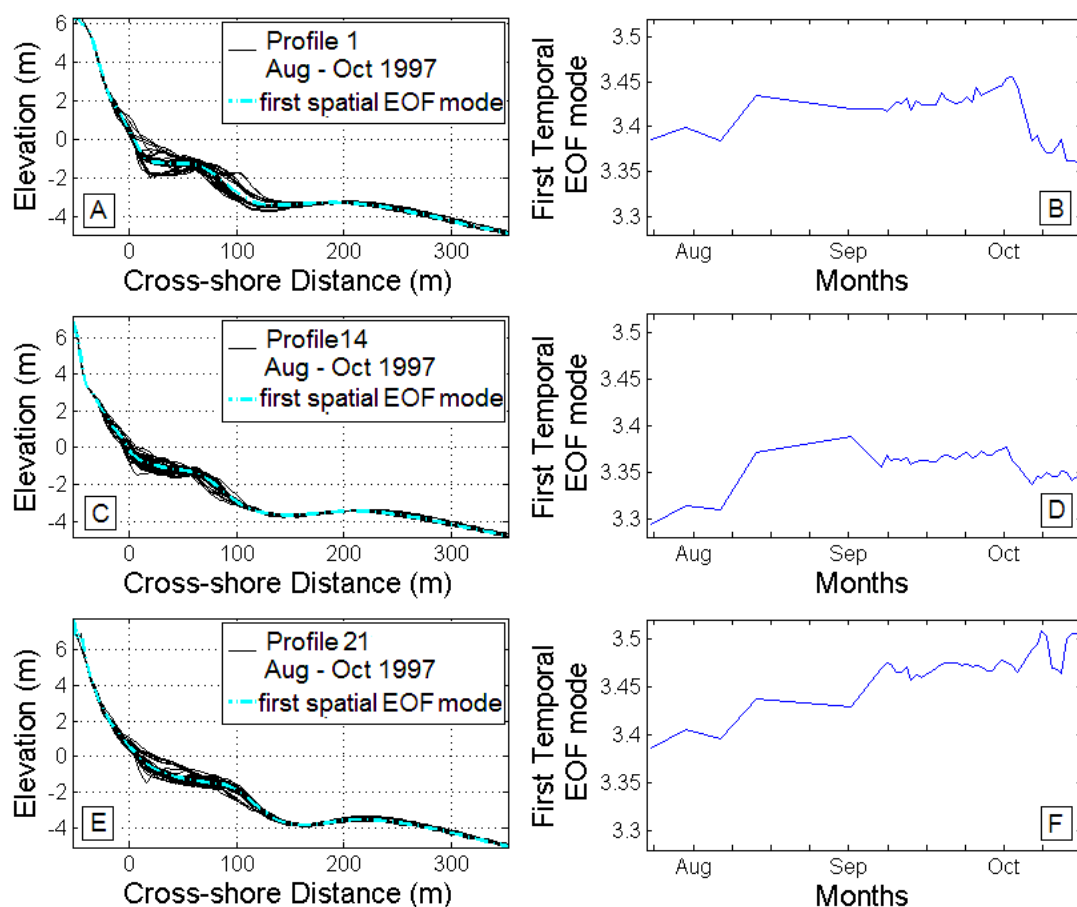 Elevation (m)
6
4
2
0
-2
-4
Profile 1
Aug - Oct 1997
first spatial EOF mode
A
0 100 200 300
Cross-shore Distance (m)
First Temporal
EOF mode
3.5
3.45
3.4
3.35
3.3
B
Aug Sep Oct
Months
Elevation (m)
6
4
2
0
-2
-4
Profile 14
Aug - Oct 1997
first spatial EOF mode
C
0 100 200 300
Cross-shore Distance (m)
First Temporal
EOF mode
3.5
3.45
3.4
3.35
3.3
D
Aug Sep Oct
Months
Elevation (m)
6
4
2
0
-2
-4
Profile 21
Aug - Oct 1997
first spatial EOF mode
E
0 100 200 300
Cross-shore Distance (m)
First Temporal
EOF mode
3.5
3.45
3.4
3.35
3.3
F
Aug Sep Oct
Months